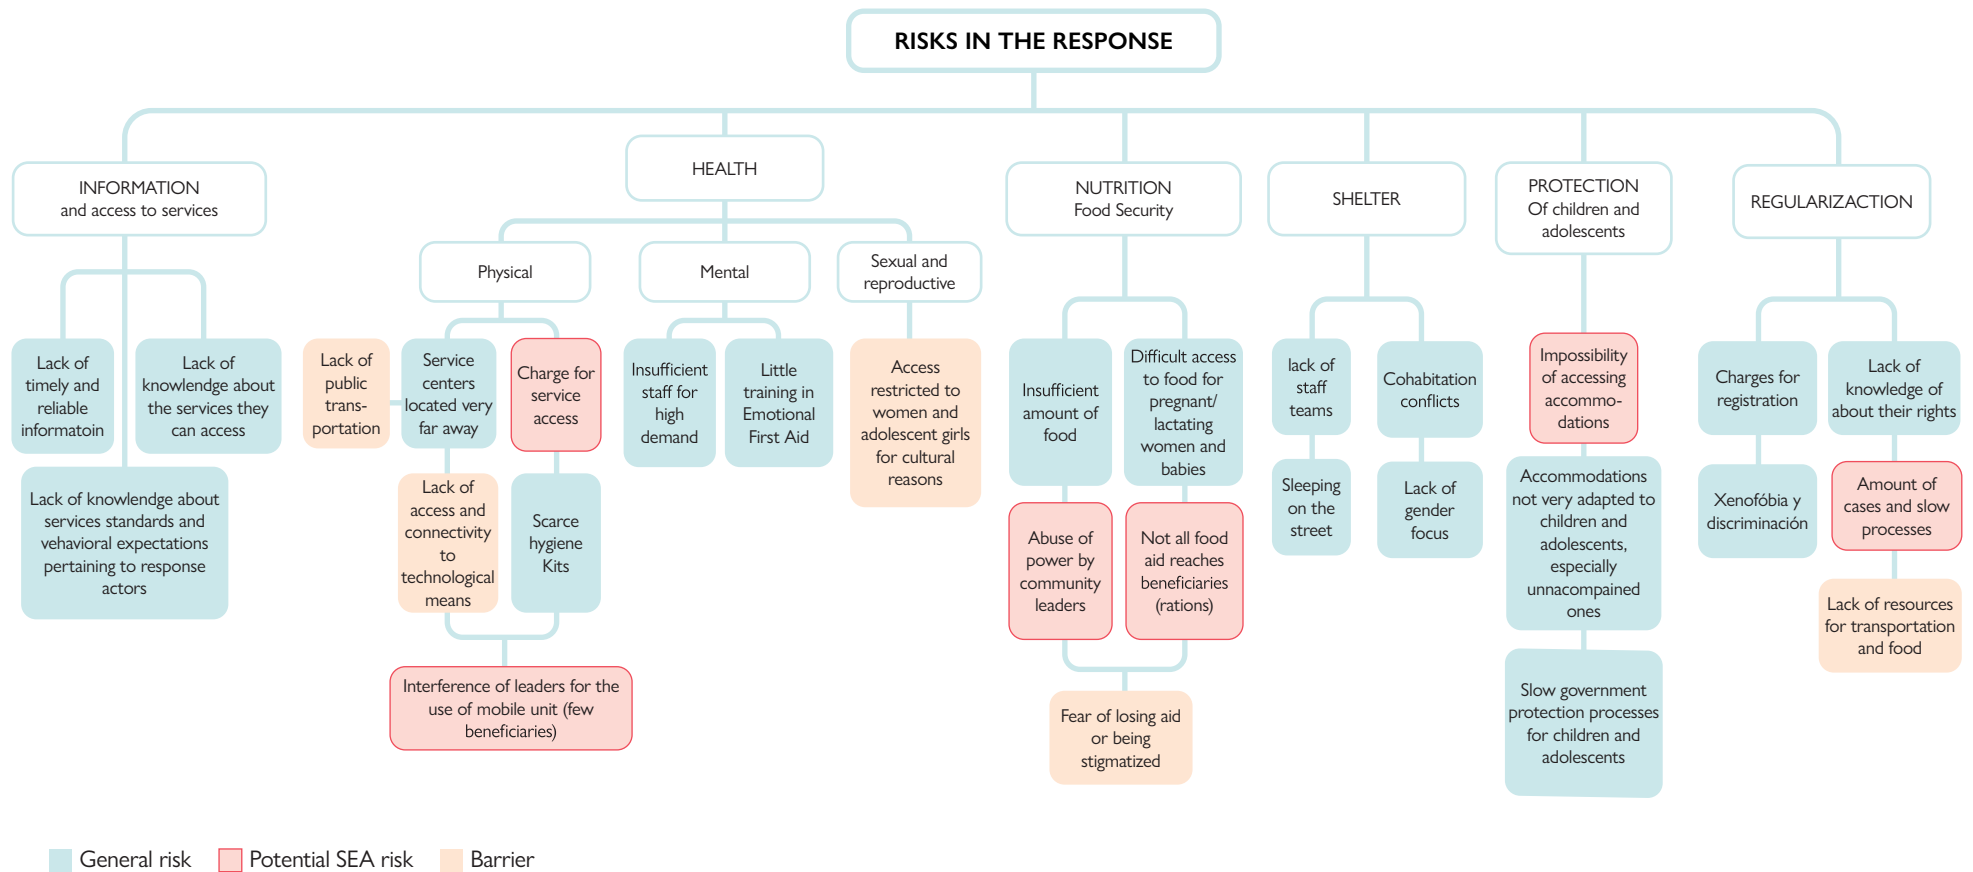 RISKS IN THE RESPONSE
INFORMATION
and access to services
Lack of
timely and
reliable
informatoin
Lack of
knowlendge about
the services they
can access
Lack of knowlendge about
services standards and
vehavioral expectations
pertaining to response
actors
HEALTH
Physical
Lack of
public
trans-
portation
Service
centers
located very
far away
Charge for
service
access
Lack of
access and
connectivity
to
technological
means
Scarce
hygiene
Kits
Interference of leaders for the
use of mobile unit (few
beneficiaries)
Mental
Insufficient
staff for
high
demand
Little
training in
Emotional
First Aid
Sexual and
reproductive
Access
restricted to
women and
adolescent girls
for cultural
reasons
NUTRITION
Food Security
Insufficient
amount of
food
Difficult access
to food for
pregnant/
lactating
women and
babies
Abuse of
power by
community
leaders
Not all food
aid reaches
beneficiaries
(rations)
Fear of losing aid
or being
stigmatized
SHELTER
lack of
staff
teams
Cohabitation
conflicts
Sleeping
on the
street
Lack of
gender
focus
PROTECTION
Of children and
adolescents
Impossibility
of accessing
accommo-
dations
Accommodations
not very adapted to
children and
adolescents,
especially
unnacompained
ones
Slow government
protection processes
for children and
adolescents
REGULARIZACTION
Charges for
registration
Lack of
knowledge of
about their rights
Xenofóbia y
discriminación
Amount of
cases and slow
processes
Lack of resources
for transportation
and food
General risk
Potential SEA risk
Barrier